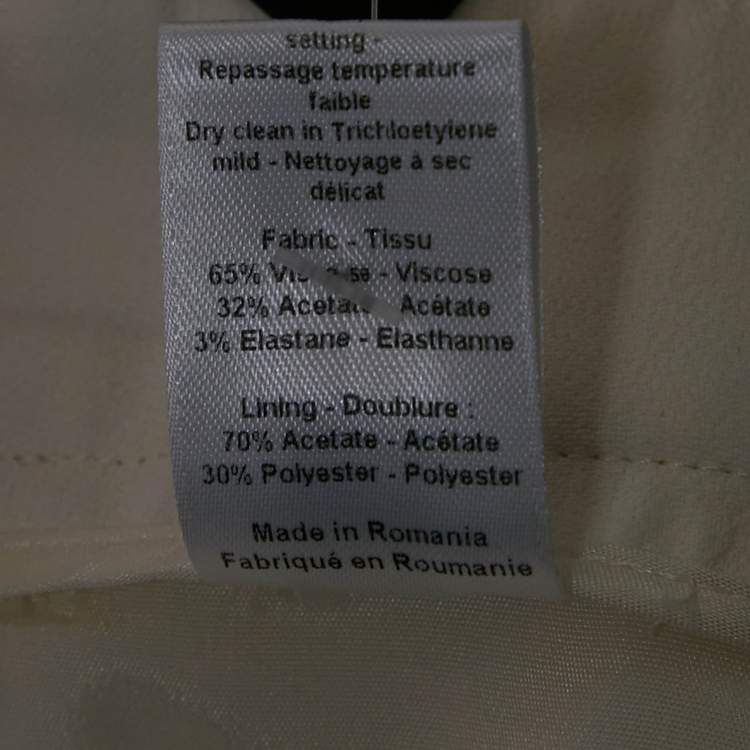 setting -
Repassage température
faible
Dry clean in Trichloetylene
mild - Nettoyage à sec
délicat
Fabric - Tissu
65% - Viscose
32% Acétate
3% Elastane - Elasthanne
Lining - Doublure :
70% Acetate - Acétate
30% Polyester - Polyester
Made in Romania
Fabriqué en Roumanie